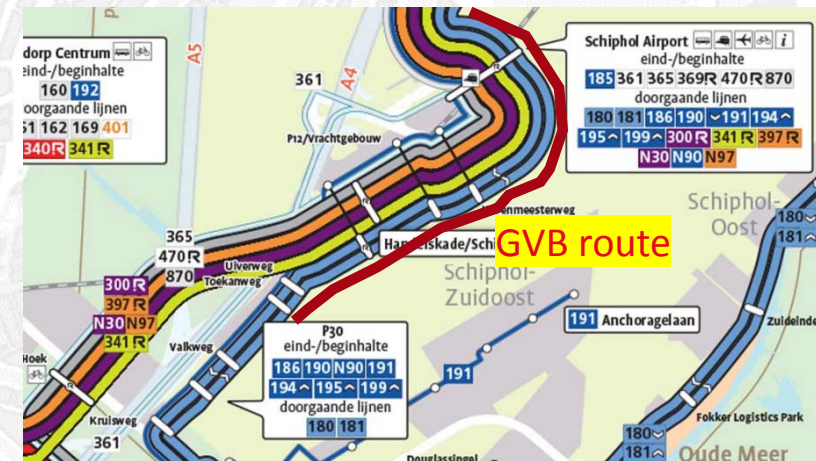 dorp Centrum
eind-/beginhalte
160 192
doorgaande lijnen
162 169 401
340R 341R
A5
A4
361
P12/Vrachtgebouw
Schiphol Airport i
eind-/beginhalte
185 361 365 369R 470R 870
doorgaande lijnen
180 181 186 190 191 194
195 199 300R 341R 397R
N30 N90 N97
Schiphol-
Oost
180
181
GVB route
Schiphol-
Zuidoost
365
470R
870
Uiverweg
Toekanweg
300R
397R
N30 N97
341R
Hoek
R
Valkweg
Kruisweg
361
P30
eind-/beginhalte
186 190 N90 191
194 195 199
doorgaande lijnen
180 181
191 Anchoragelaan
191
Zuideinde
Fokker Logistics Park
180
181
Oude Meer
Douglassingel